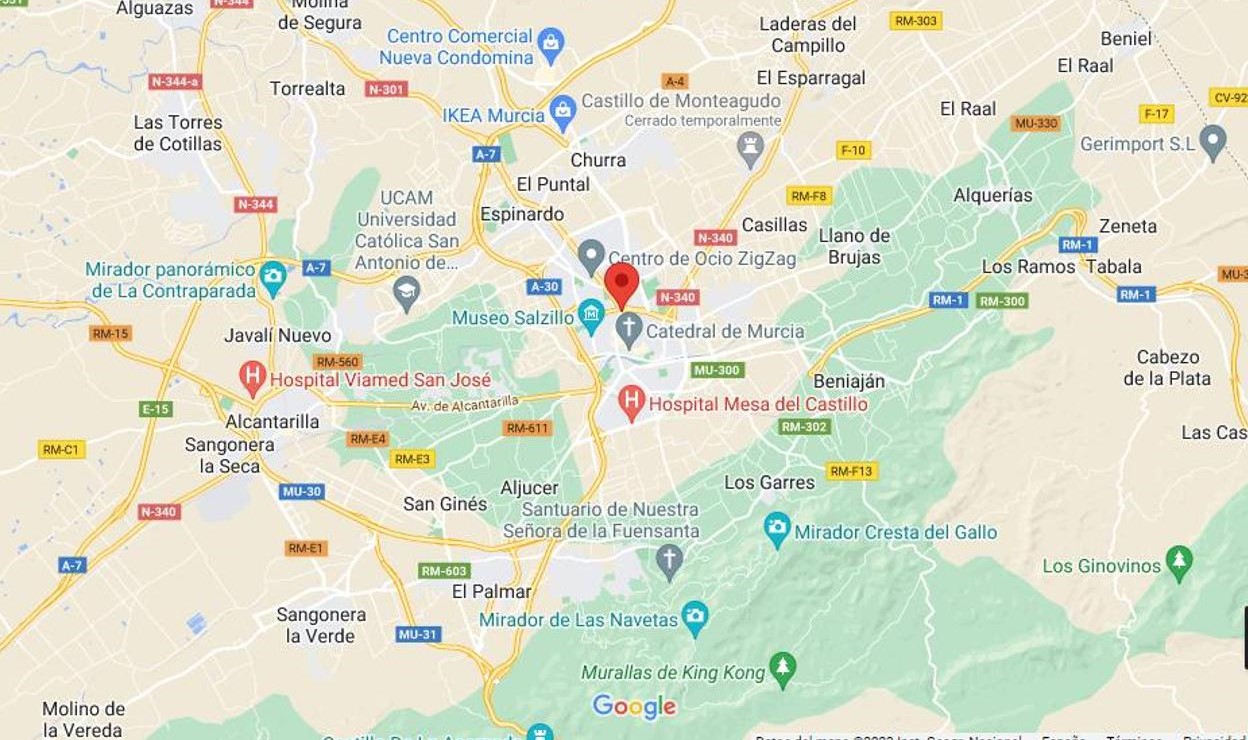 Alguazas
N-344
Molina
de Segura
Laderas del
Campillo
RM-303
Centro Comercial
Nueva Condomina
Beniel
El Raal
N-344-a
Torrealta
N-301
A-4
El Esparragal
CV-92
IKEA Murcia
Castillo de Monteagudo
Cerrado temporalmente
El Raal
MU-330
F-17
Las Torres
de Cotillas
A-7
Churra
F-10
Gerimport S.L
El Puntal
N-344
UCAM
Universidad
Católica San
Antonio de...
Espinardo
RM-F8
Alquerías
Casillas
Llano de
Brujas
Zeneta
N-340
RM-1
Mirador panorámico
de La Contraparada
A-7
Centro de Ocio ZigZag
Los Ramos
Tabala
MU-3
A-30
N-340
RM-1
RM-300
RM-1
Museo Salzillo
Catedral de Murcia
RM-15
Javalí Nuevo
RM-560
MU-300
Cabezo
de la Plata
Hospital Viamed San José
Beniaján
E-15
Av. de Alcantarilla
Hospital Mesa del Castillo
Alcantarilla
RM-611
RM-302
Las Cas
RM-C1
Sangonera
la Seca
RM-E4
RM-E3
RM-F13
MU-30
Aljucer
Los Garres
San Ginés
N-340
Santuario de Nuestra
Señora de la Fuensanta
Mirador Cresta del Gallo
RM-E1
A-7
RM-603
Los Ginovinos
El Palmar
Sangonera
la Verde
MU-31
Mirador de Las Navetas
Murallas de King Kong
Molino de
la Vereda
Google